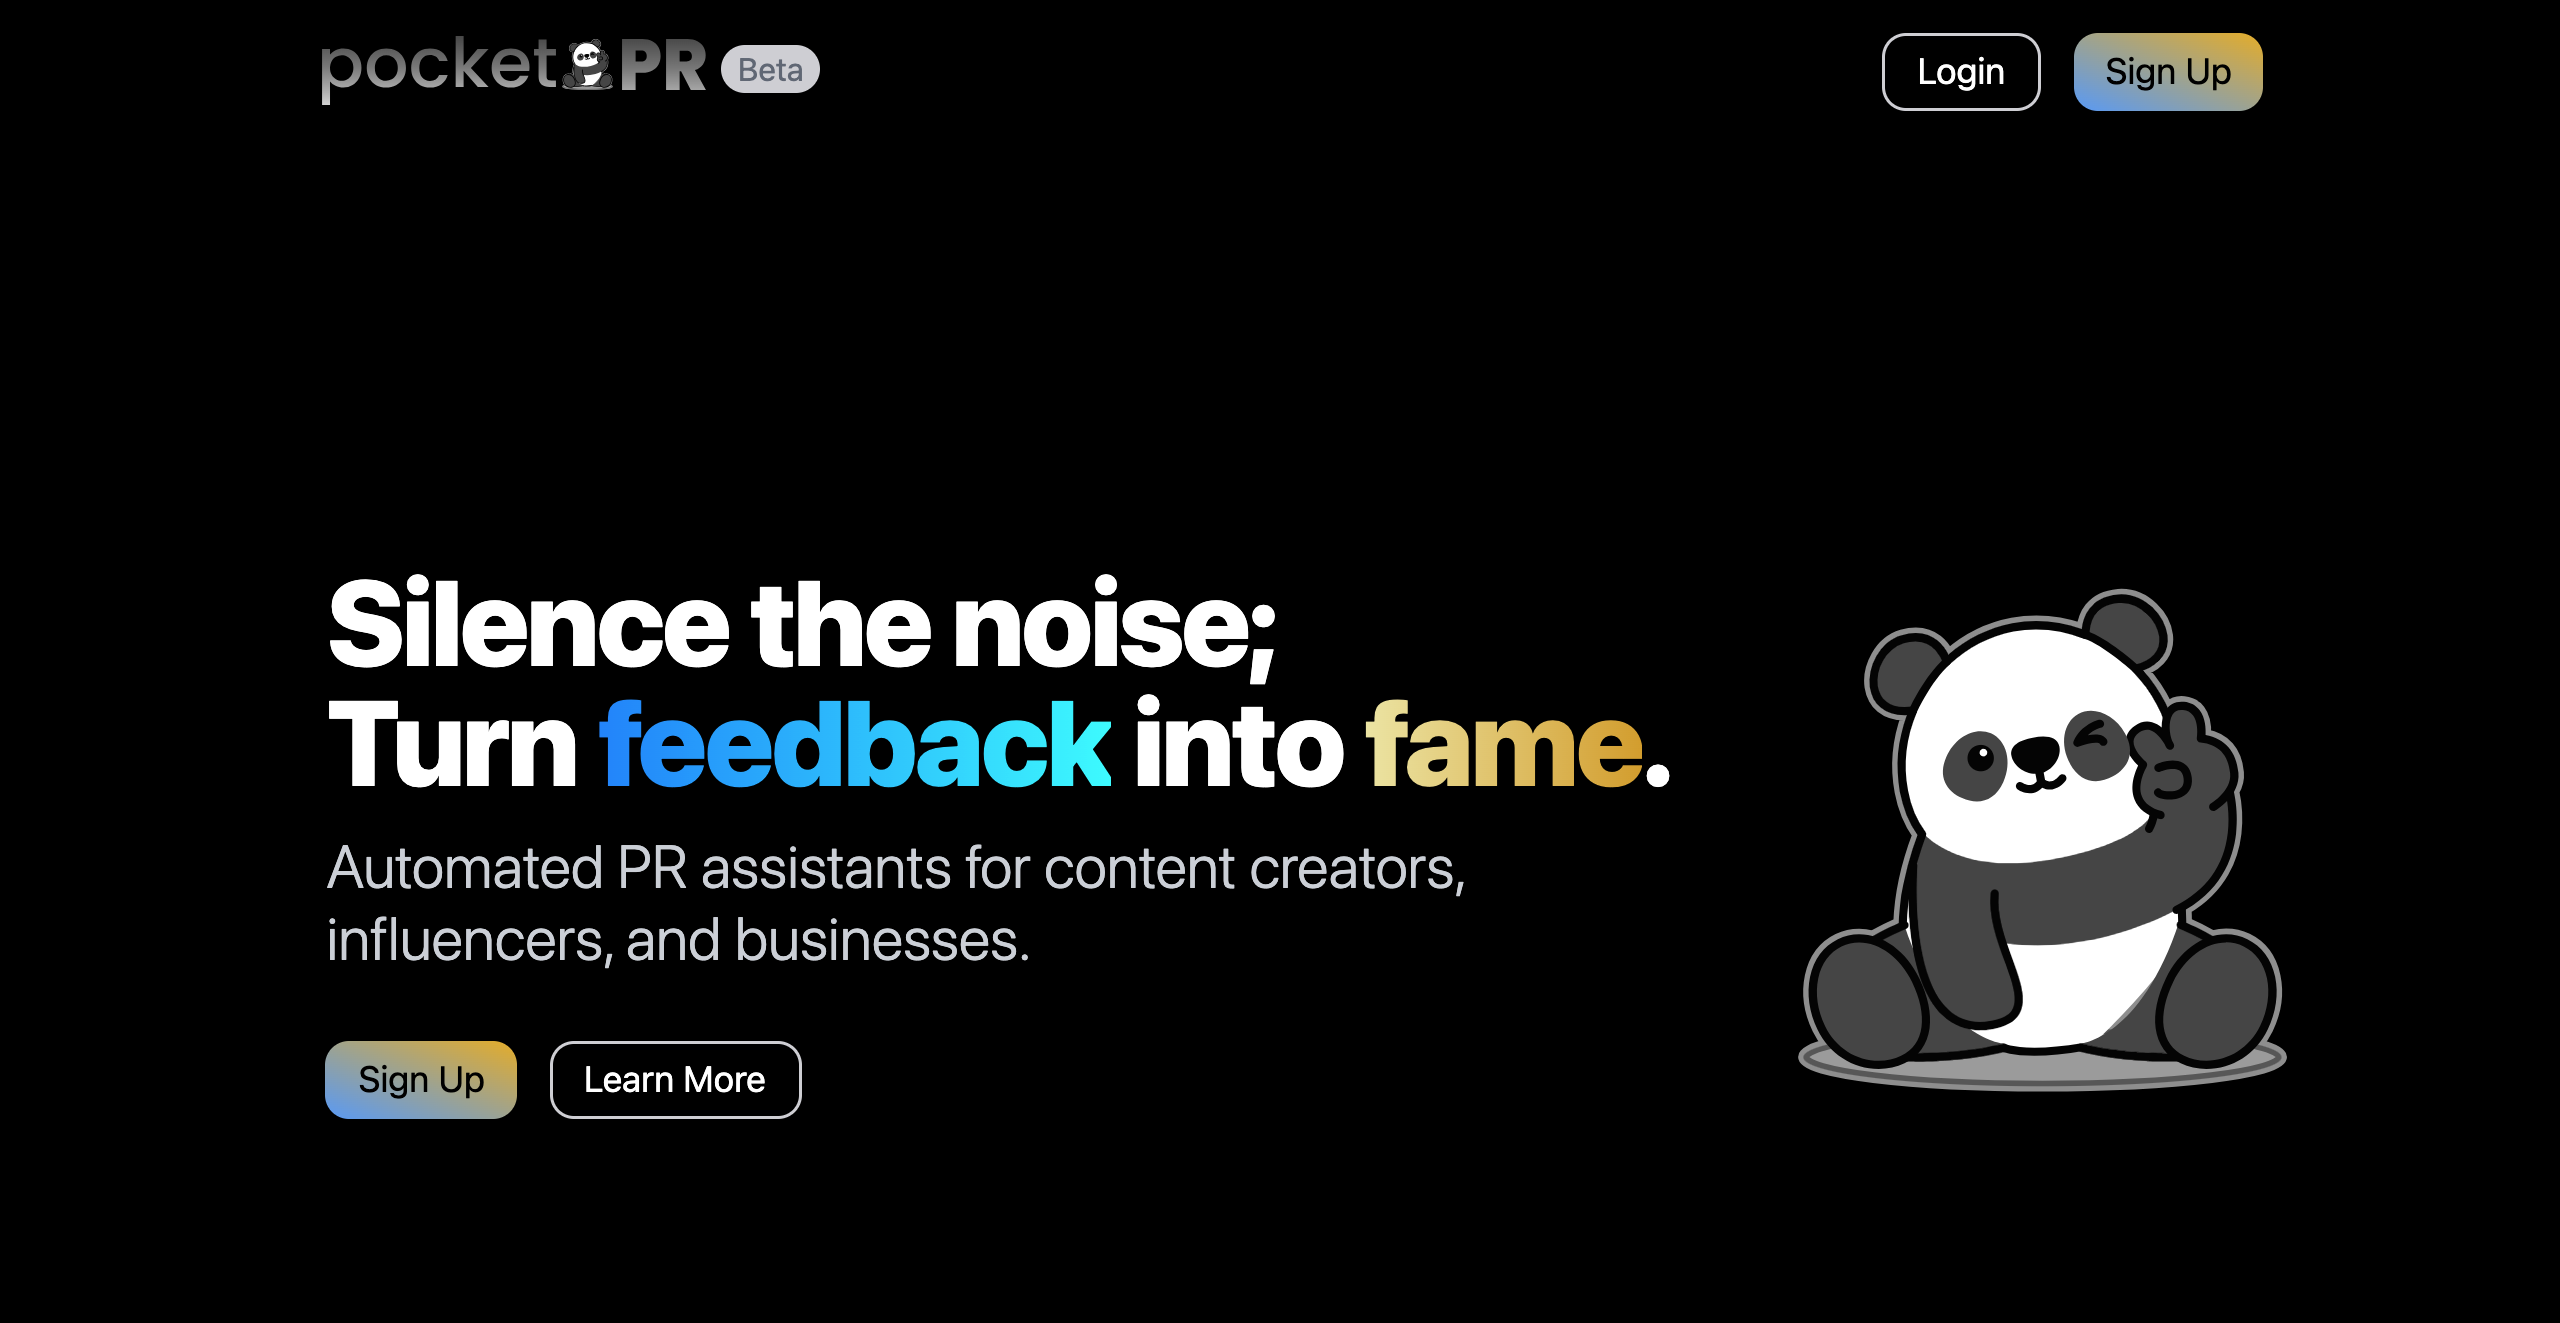 pocket PR Beta
Login
Sign Up
Silence the noise;
Turn feedback into fame.
Automated PR assistants for content creators,
influencers, and businesses.
Sign Up
Learn More